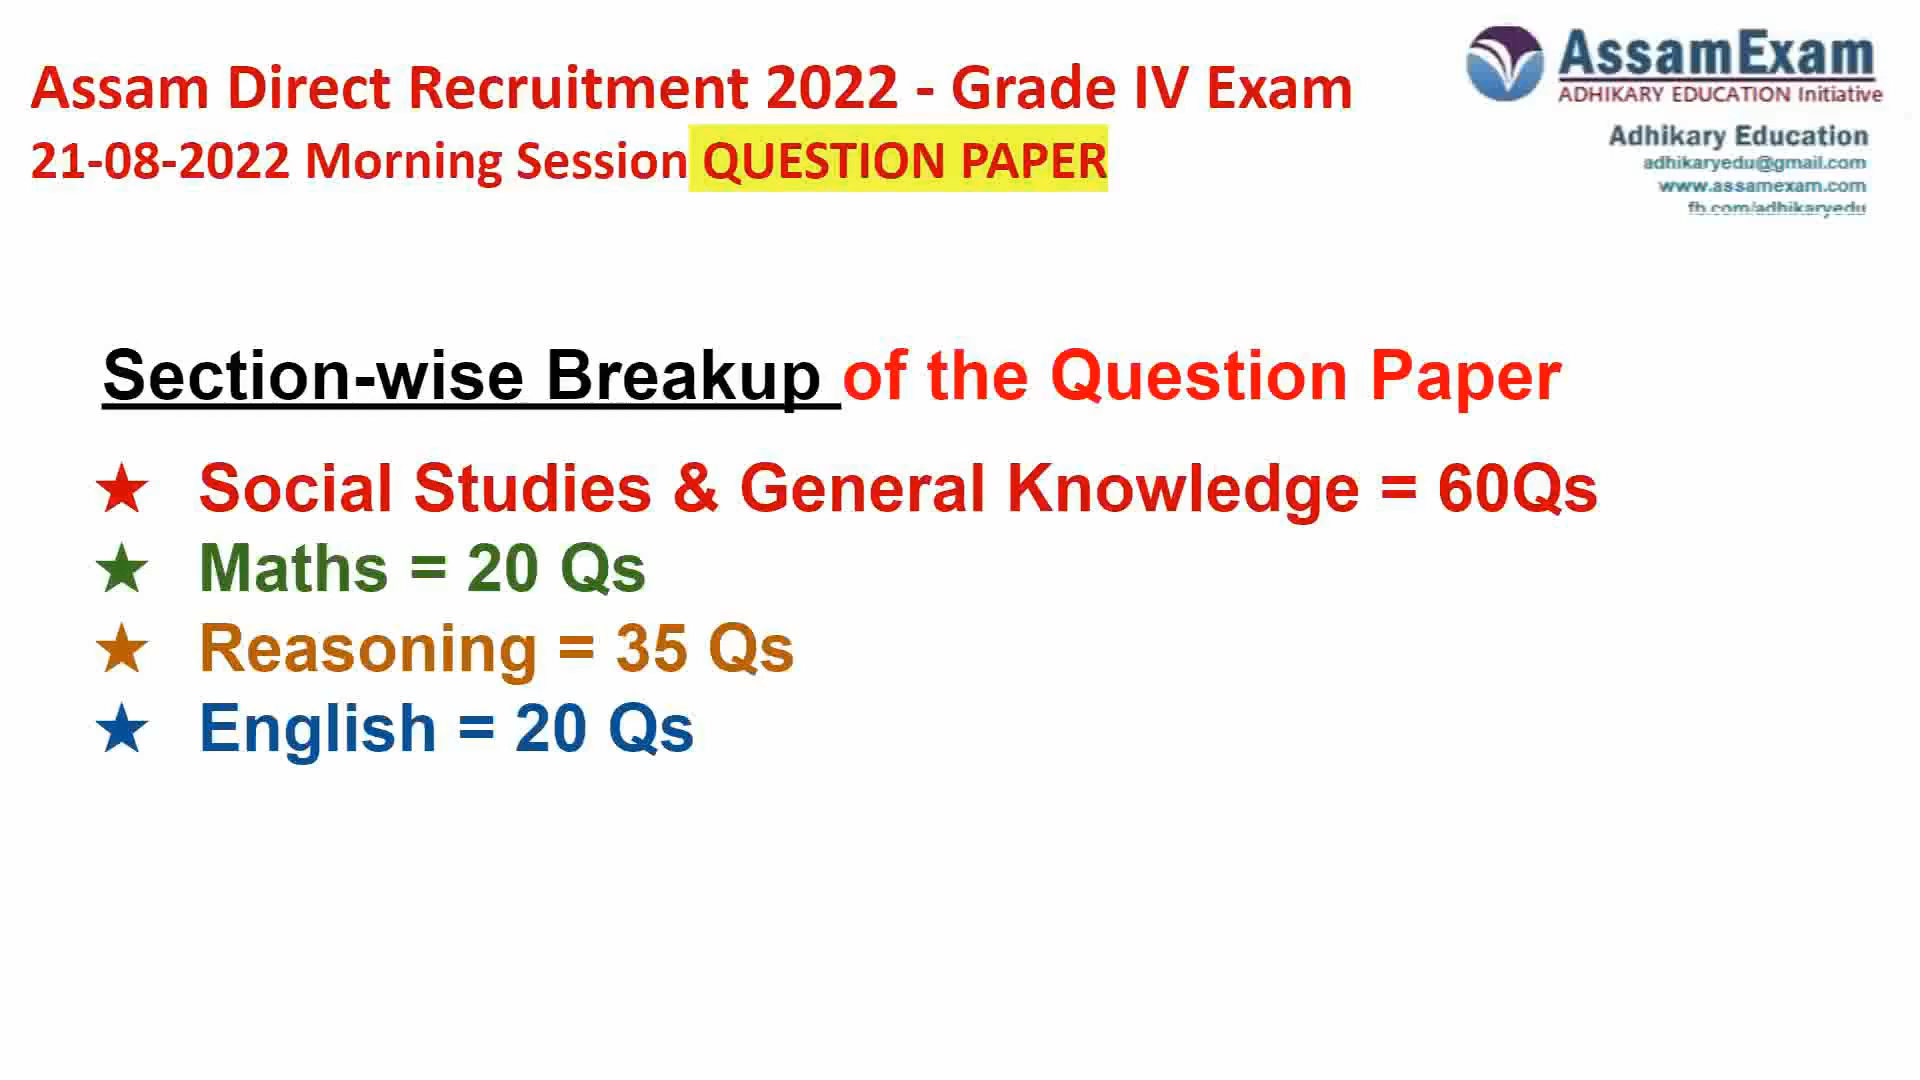 Assam Direct Recruitment 2022 - Grade IV Exam
21-08-2022 Morning Session QUESTION PAPER
AssamExam
ADHIKARY EDUCATION Initiative
Adhikary Education
adhikaryedu@gmail.com
www.assamexam.com
fb.com/adhikaryedu
Section-wise Breakup of the Question Paper
★ Social Studies & General Knowledge = 60Qs
★ Maths = 20 Qs
★ Reasoning = 35 Qs
★ English = 20 Qs